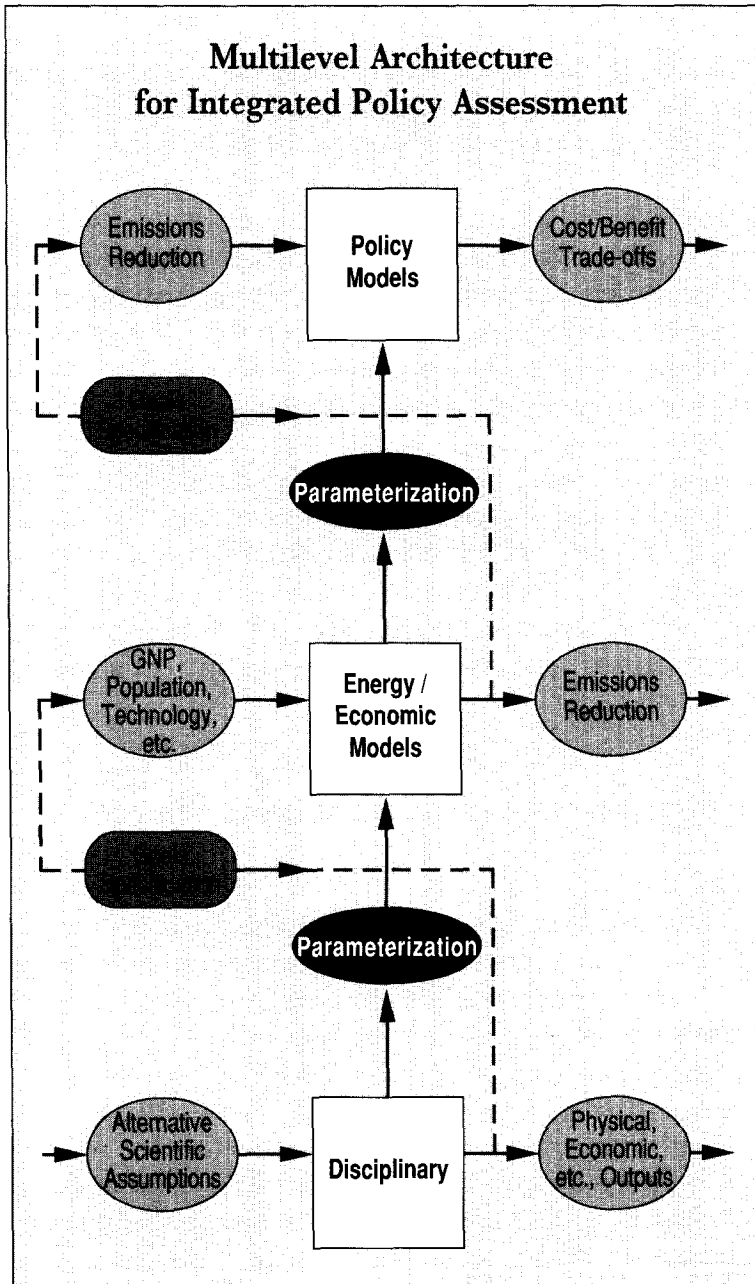 Multilevel Architecture
for Integrated Policy Assessment
Emissions
Reduction
Policy
Models
Cost/Benefit
Trade-offs
Parameterization
GNP,
Population,
Technology,
etc.
Energy /
Economic
Models
Emissions
Reduction
Parameterization
Alternative
Scientific
Assumptions
Disciplinary
Physical,
Economic,
etc., Outputs